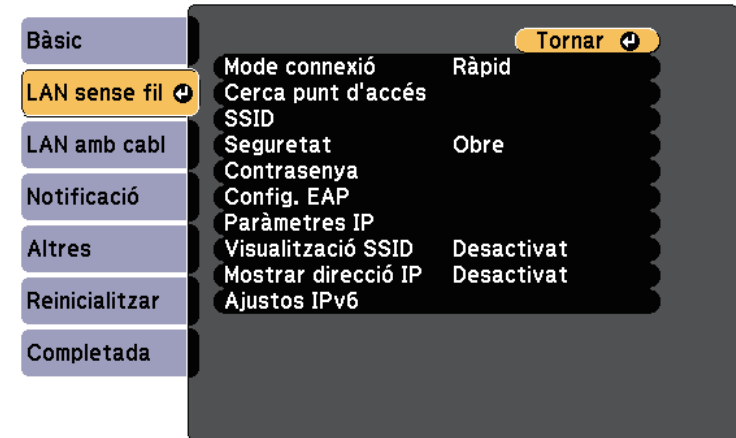 Bàsic
LAN sense fil
LAN amb cabl
Notificació
Altres
Reinicialitzar
Completada
Tornar
Mode connexió Ràpid
Cerca punt d'accés
SSID
Seguretat Obre
Contrasenya
Config. EAP
Paràmetres IP
Visualització SSID Desactivat
Mostrar direcció IP Desactivat
Ajustos IPv6